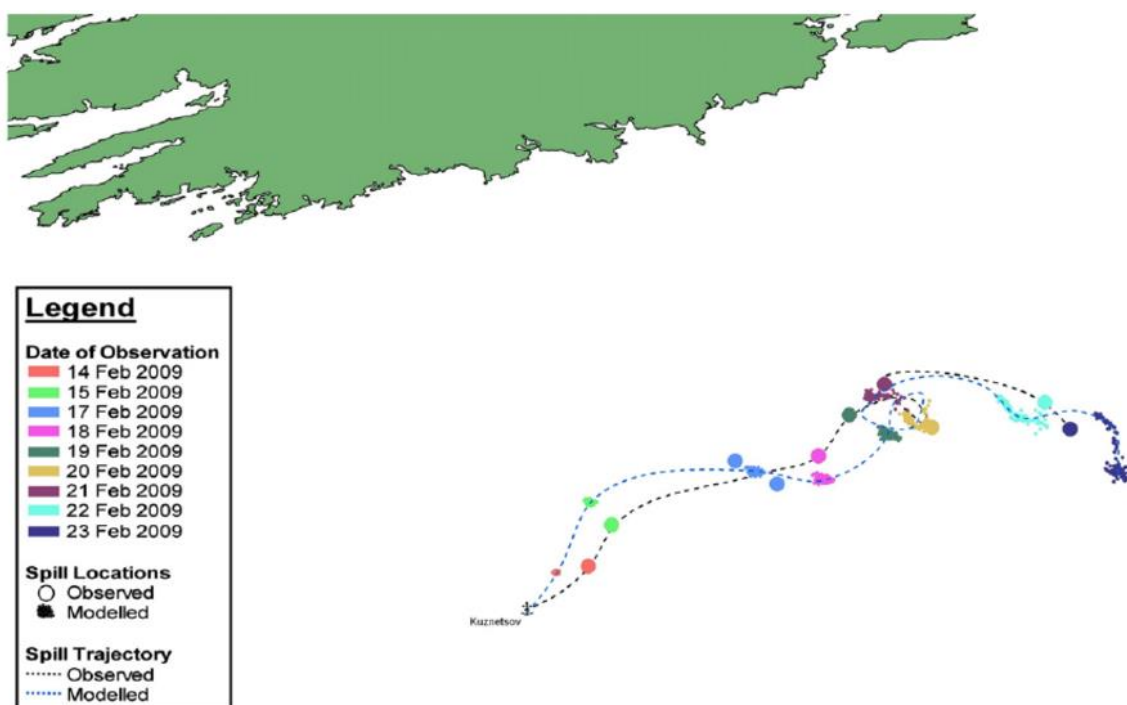 Legend
Date of Observation
14 Feb 2009
15 Feb 2009
17 Feb 2009
18 Feb 2009
19 Feb 2009
20 Feb 2009
21 Feb 2009
22 Feb 2009
23 Feb 2009
Spill Locations
Observed
Modelled
Spill Trajectory
Observed
Modelled
Kuznetsov